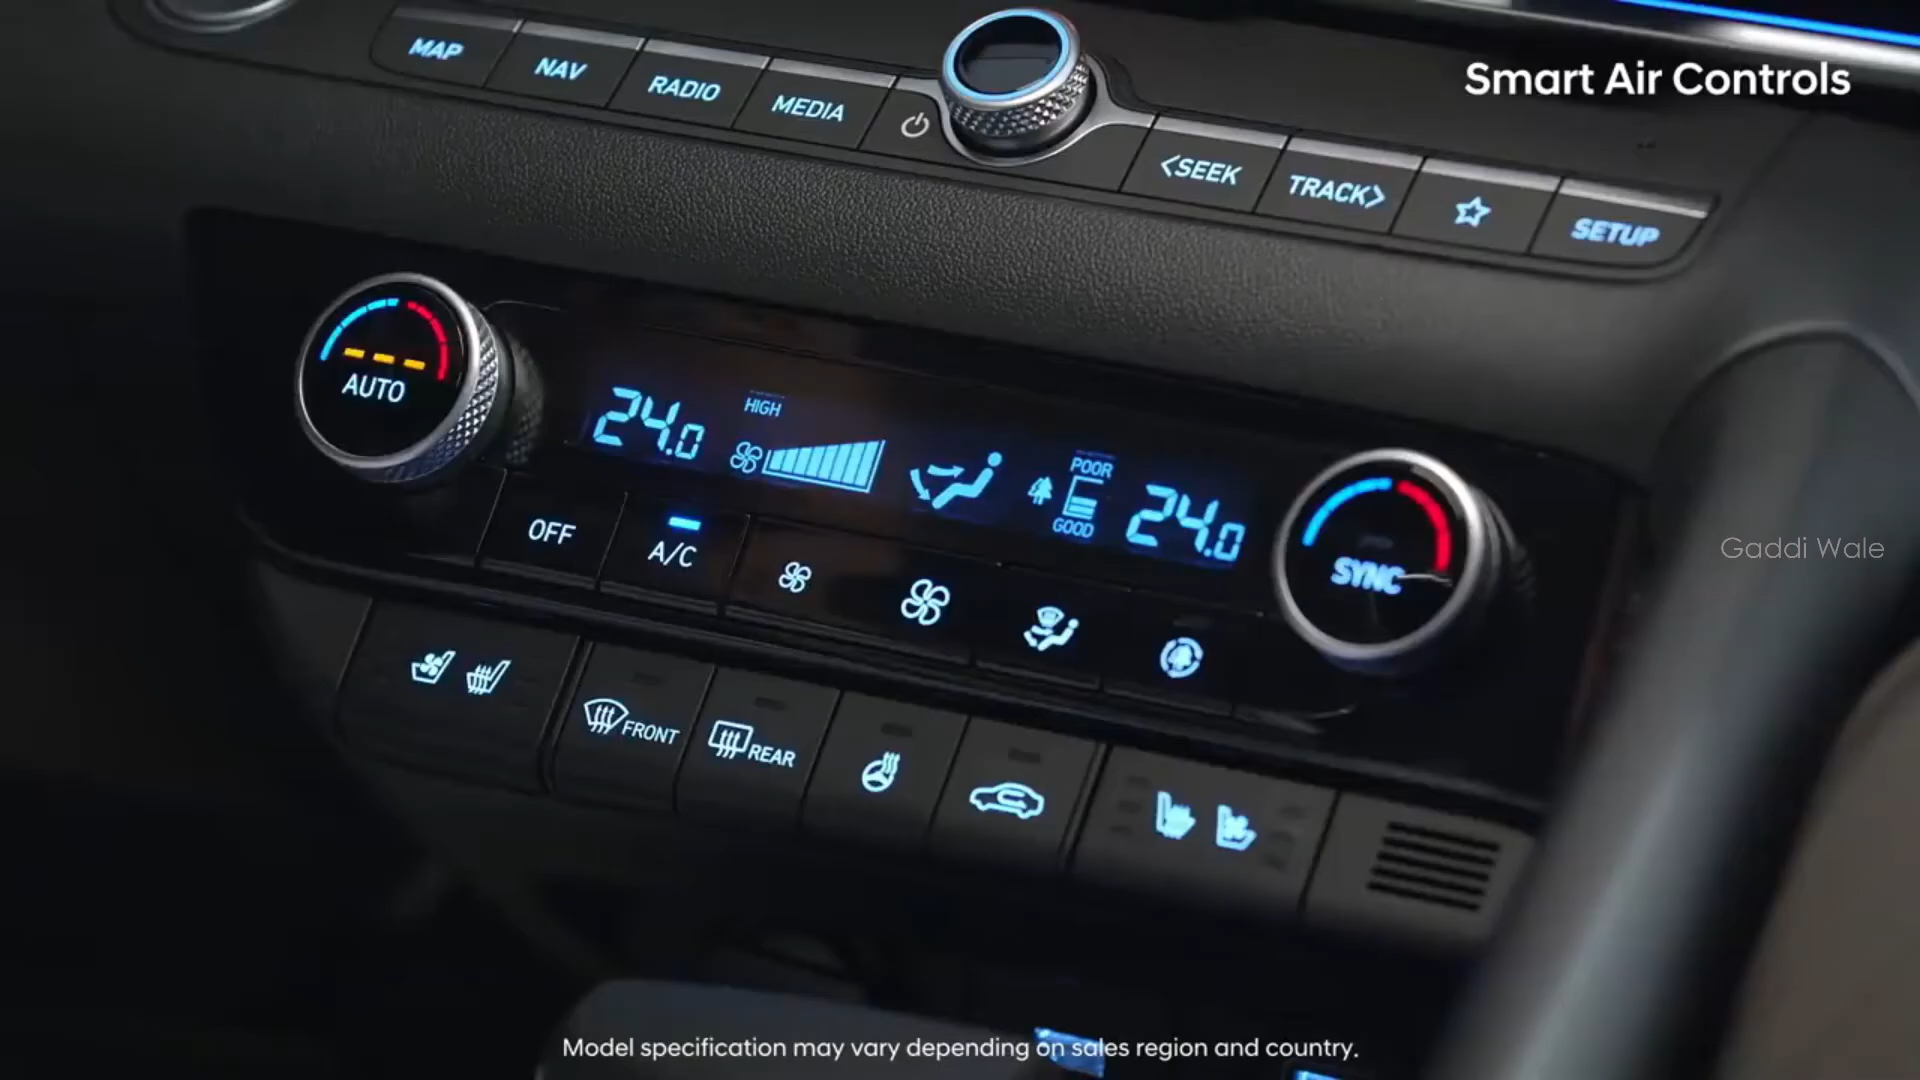 Smart Air Controls
MAP
NAV
RADIO
MEDIA
<SEEK
TRACK>
SETUP
AUTO
24.0
HIGH
POOR
GOOD
24.0
SYNC
OFF
A/C
FRONT
REAR
Gaddi Wale
Model specification may vary depending on sales region and country.